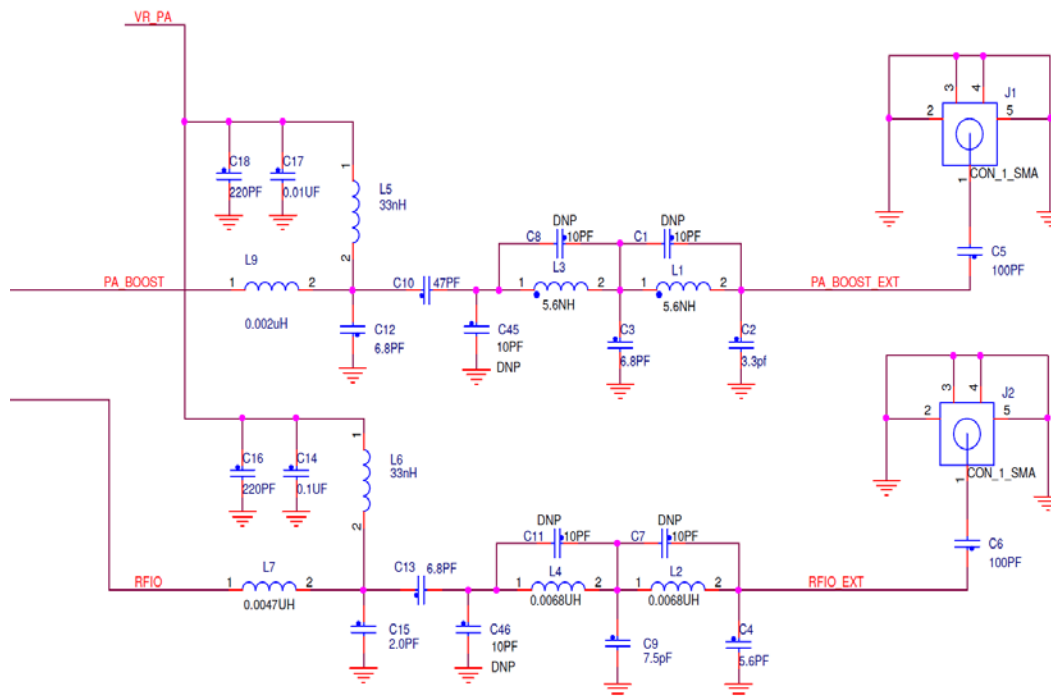 VR_PA
3
4
J1
2
5
CON_1_SMA
1
C18
220PF
C17
0.01UF
1
L5
33nH
2
DNP
C8
10PF
DNP
C1
10PF
C5
100PF
PA_BOOST
L9
1
2
0.002uH
C10
47PF
L3
1
2
5.6NH
L1
1
2
5.6NH
PA_BOOST_EXT
C12
6.8PF
C45
10PF
DNP
C3
6.8PF
C2
3.3pf
3
4
J2
2
5
CON_1_SMA
1
C16
220PF
C14
0.1UF
1
L6
33nH
2
DNP
C11
10PF
DNP
C7
10PF
C6
100PF
RFIO
L7
1
2
0.0047UH
C13
6.8PF
L4
1
2
0.0068UH
L2
1
2
0.0068UH
RFIO_EXT
C15
2.0PF
C46
10PF
DNP
C9
7.5pF
C4
5.6PF